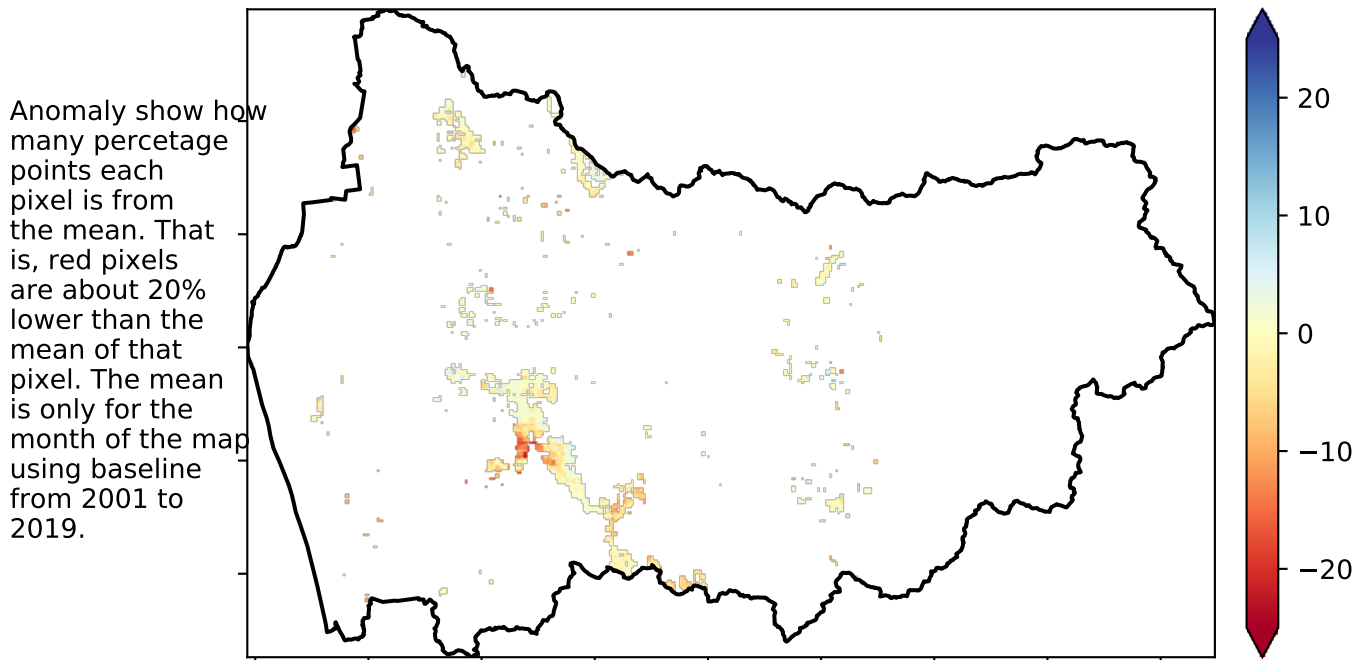 Anomaly show how
many percetage
points each
pixel is from
the mean. That
is, red pixels
are about 20%
lower than the
mean of that
pixel. The mean
is only for the
month of the map
using baseline
from 2001 to
2019.
20
10
0
−10
−20